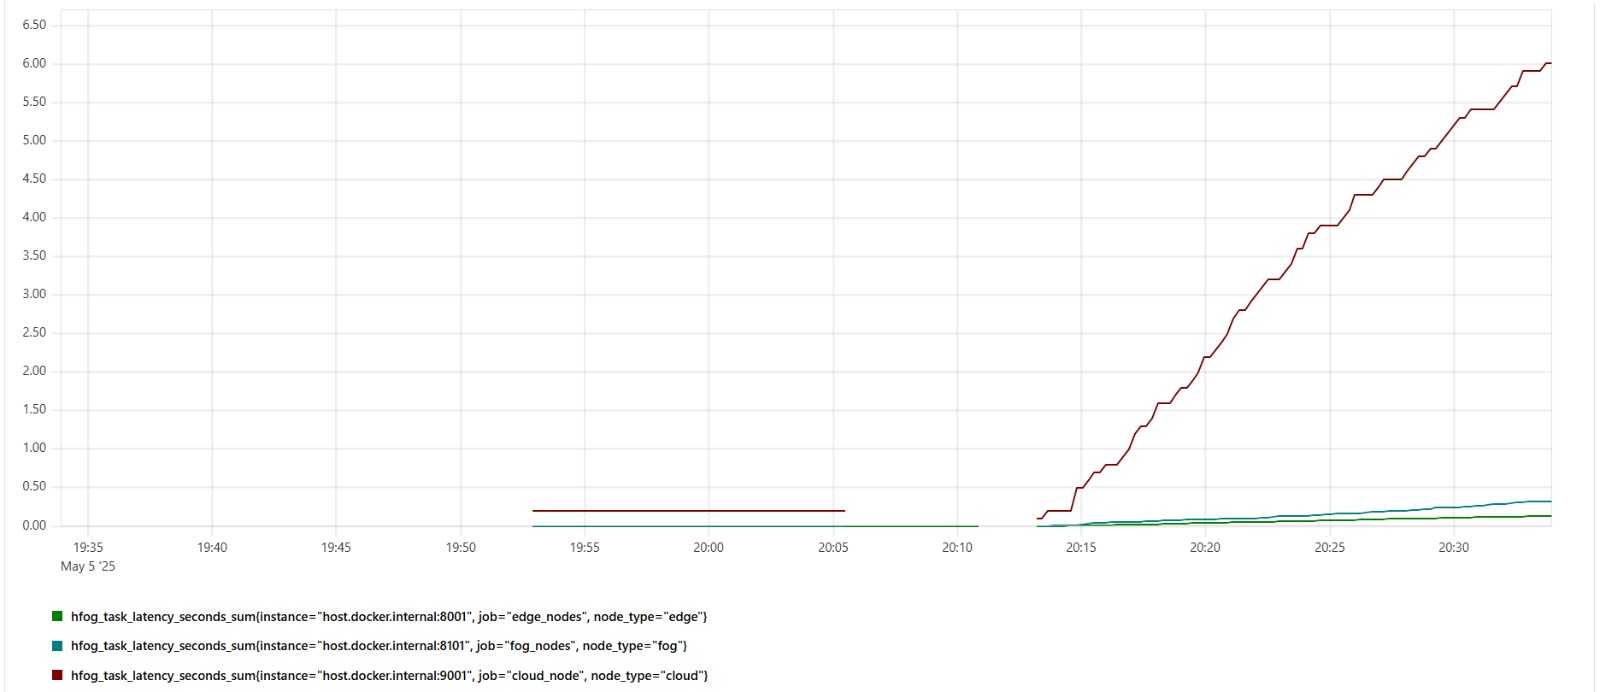 6.50
6.00
5.50
5.00
4.50
4.00
3.50
3.00
2.50
2.00
1.50
1.00
0.50
0.00
19:35 19:40 19:45 19:50 19:55 20:00 20:05 20:10 20:15 20:20 20:25 20:30
May 5 '25
hfog_task_latency_seconds_sum{instance="host.docker.internal:8001", job="edge_nodes", node_type="edge"}
hfog_task_latency_seconds_sum{instance="host.docker.internal:8101", job="fog_nodes", node_type="fog"}
hfog_task_latency_seconds_sum{instance="host.docker.internal:9001", job="cloud_node", node_type="cloud"}